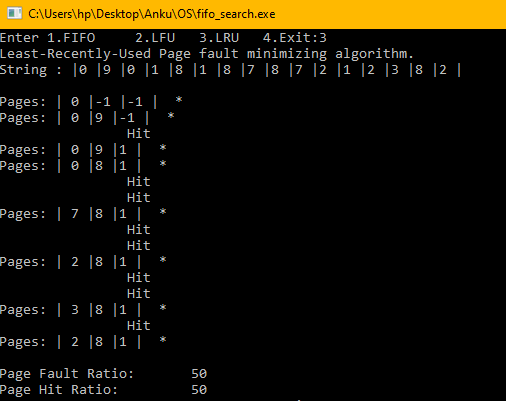 C:\Users\hp\Desktop\Anku\OS\fifo_search.exe
Enter 1.FIFO     2.LFU   3.LRU   4.Exit:3
Least-Recently-Used Page fault minimizing algorithm.
String : |0 |9 |0 |1 |8 |1 |8 |7 |8 |7 |2 |1 |2 |3 |8 |2 |
Pages: | 0 |-1 |-1 |  *
Pages: | 0 |9 |-1 |  *
Hit
Pages: | 0 |9 |1 |  *
Pages: | 0 |8 |1 |  *
Hit
Hit
Pages: | 7 |8 |1 |  *
Hit
Hit
Pages: | 2 |8 |1 |  *
Hit
Hit
Pages: | 3 |8 |1 |  *
Hit
Pages: | 2 |8 |1 |  *
Page Fault Ratio:       50
Page Hit Ratio:         50